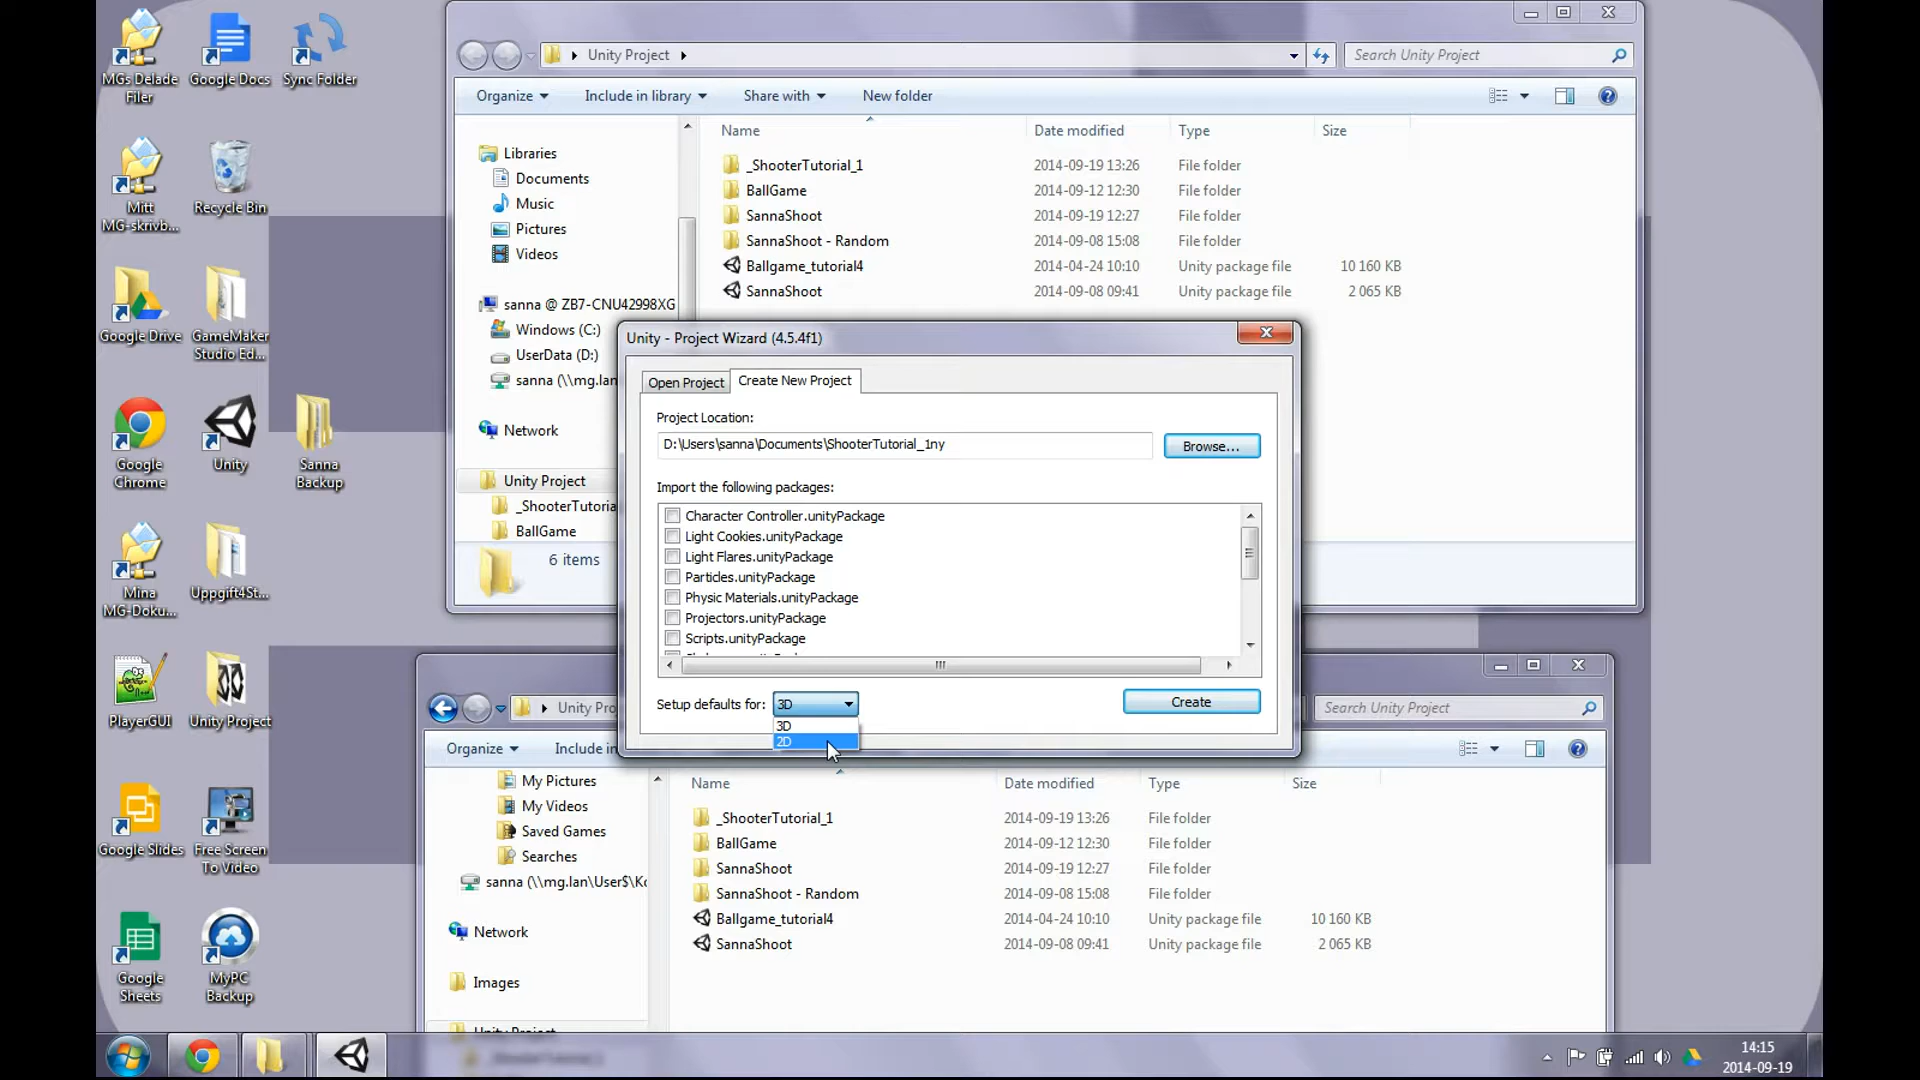 MGs Delade
Filer
Google Docs
Sync Folder
Mitt
MG-skrivb...
Recycle Bin
Google Drive
GameMaker
Studio Ed...
Google
Chrome
Unity
Sanna
Backup
Mina
MG-Doku...
Uppgift4St...
PlayerGUI
Unity Project
Google Slides
Free Screen
To Video
Google
Sheets
MyPC
Backup
Unity Project
Search Unity Project
Organize Include in library Share with New folder
Name Date modified Type Size
Libraries
Documents
Music
Pictures
Videos
sanna @ ZB7-CNU42998XG
Windows (C:)
UserData (D:)
sanna (\\mg.lan
Network
Unity Project
_ShooterTutoria
BallGame
6 items
_ShooterTutorial_1 2014-09-19 13:26 File folder
BallGame 2014-09-12 12:30 File folder
SannaShoot 2014-09-19 12:27 File folder
SannaShoot - Random 2014-09-08 15:08 File folder
Ballgame_tutorial4 2014-04-24 10:10 Unity package file 10 160 KB
SannaShoot 2014-09-08 09:41 Unity package file 2 065 KB
Unity - Project Wizard (4.5.4f1)
Open Project Create New Project
Project Location:
D:\Users\sanna\Documents\ShooterTutorial_1ny Browse...
Import the following packages:
Character Controller.unityPackage
Light Cookies.unityPackage
Light Flares.unityPackage
Particles.unityPackage
Physic Materials.unityPackage
Projectors.unityPackage
Scripts.unityPackage
Setup defaults for: 3D Create
3D
2D
Unity Pro
Search Unity Project
Organize Include in
Name Date modified Type Size
My Pictures
My Videos
Saved Games
Searches
sanna (\\mg.lan\User$\Ko
Network
Images
Unity Project
_ShooterTutorial_1 2014-09-19 13:26 File folder
BallGame 2014-09-12 12:30 File folder
SannaShoot 2014-09-19 12:27 File folder
SannaShoot - Random 2014-09-08 15:08 File folder
Ballgame_tutorial4 2014-04-24 10:10 Unity package file 10 160 KB
SannaShoot 2014-09-08 09:41 Unity package file 2 065 KB
14:15
2014-09-19